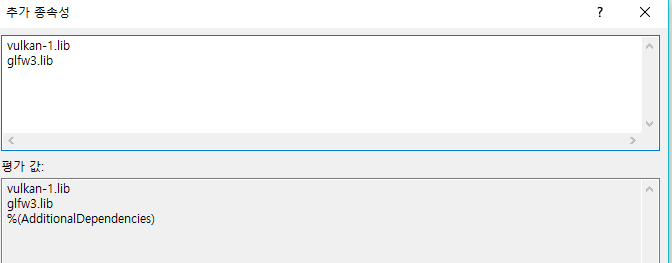 추가 종속성
?
vulkan-1.lib
glfw3.lib
평가 값:
vulkan-1.lib
glfw3.lib
%(AdditionalDependencies)